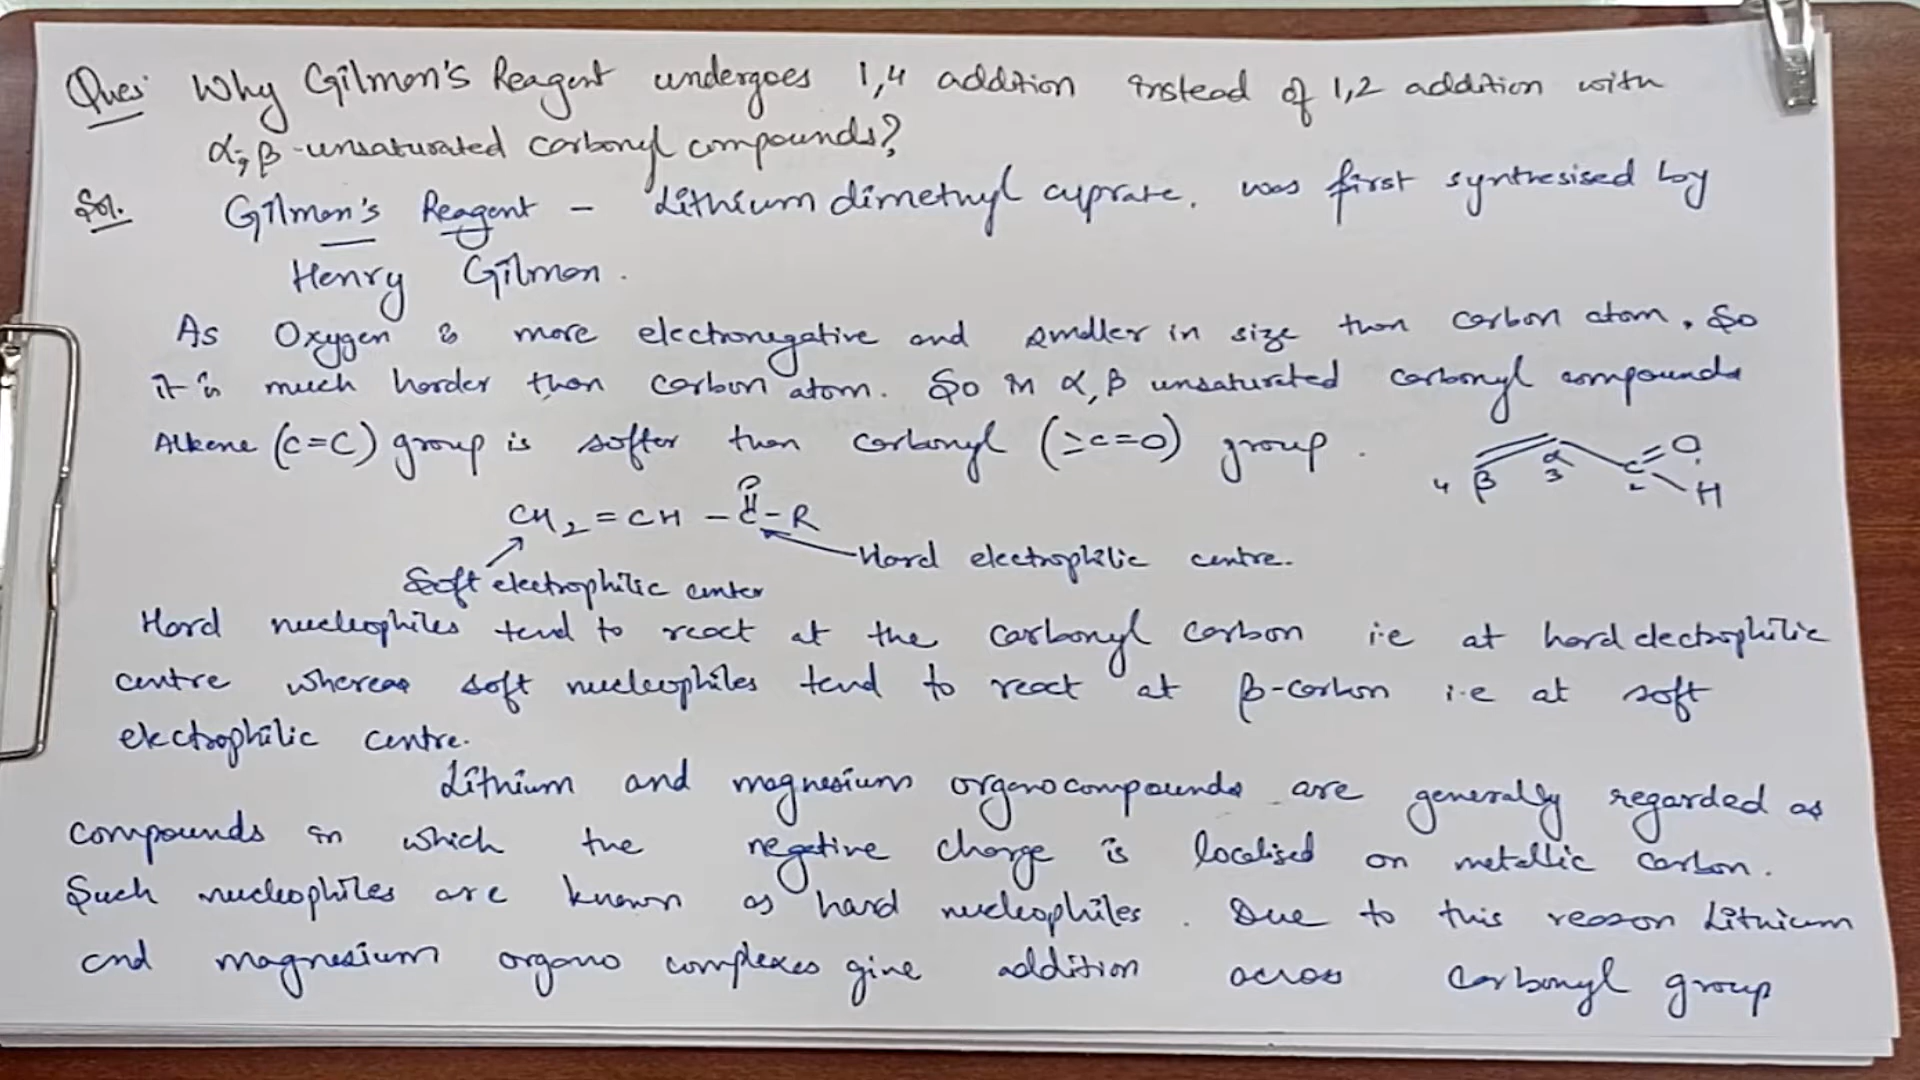 Ques: Why Gilman's Reagent undergoes 1,4 addition instead of 1,2 addition with
α,β-unsaturated carbonyl compounds?
Sol. Gilman's Reagent - Lithium dimethyl cuprate. was first synthesised by
Henry Gilman.
As Oxygen is more electronegative and smaller in size than carbon atom. So
it is much harder than carbon atom. So in α,β unsaturated carbonyl compounds
Alkene (C=C) group is softer than carbonyl (>C=O) group.
4 β α 3 C 2 O H
O
CH2=CH-C-R
Hard electrophilic centre.
Soft electrophilic center
Hard nucleophiles tend to react at the carbonyl carbon i.e at hard electrophilic
centre whereas soft nucleophiles tend to react at β-carbon i.e at soft
electrophilic centre.
Lithium and magnesium organocompounds are generally regarded as
compounds in which the negative charge is localised on metallic carbon.
Such nucleophiles are known as hard nucleophiles. Due to this reason Lithium
and magnesium organo complexes give addition across carbonyl group